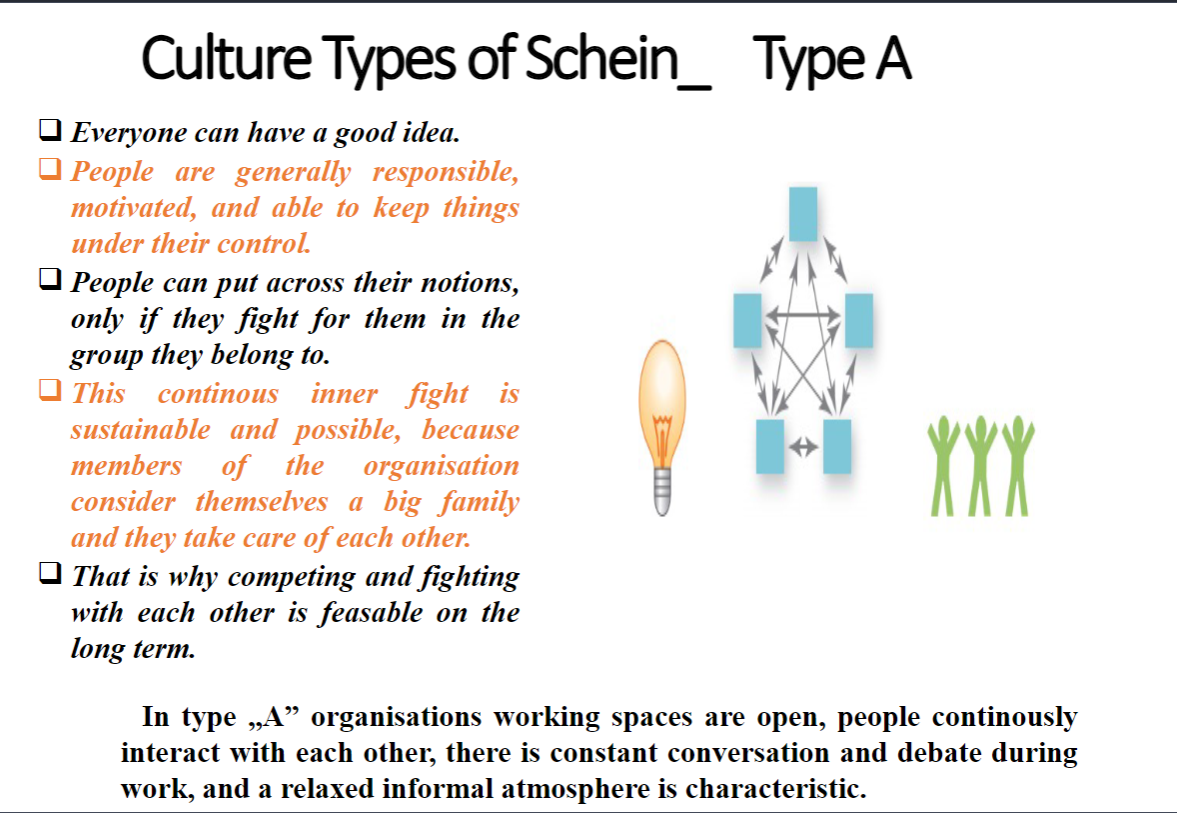 Culture Types of Schein_ Type A
Everyone can have a good idea.
People are generally responsible,
motivated, and able to keep things
under their control.
People can put across their notions,
only if they fight for them in the
group they belong to.
This continous inner fight is
sustainable and possible, because
members of the organisation
consider themselves a big family
and they take care of each other.
That is why competing and fighting
with each other is feasable on the
long term.
In type „A” organisations working spaces are open, people continously
interact with each other, there is constant conversation and debate during
work, and a relaxed informal atmosphere is characteristic.